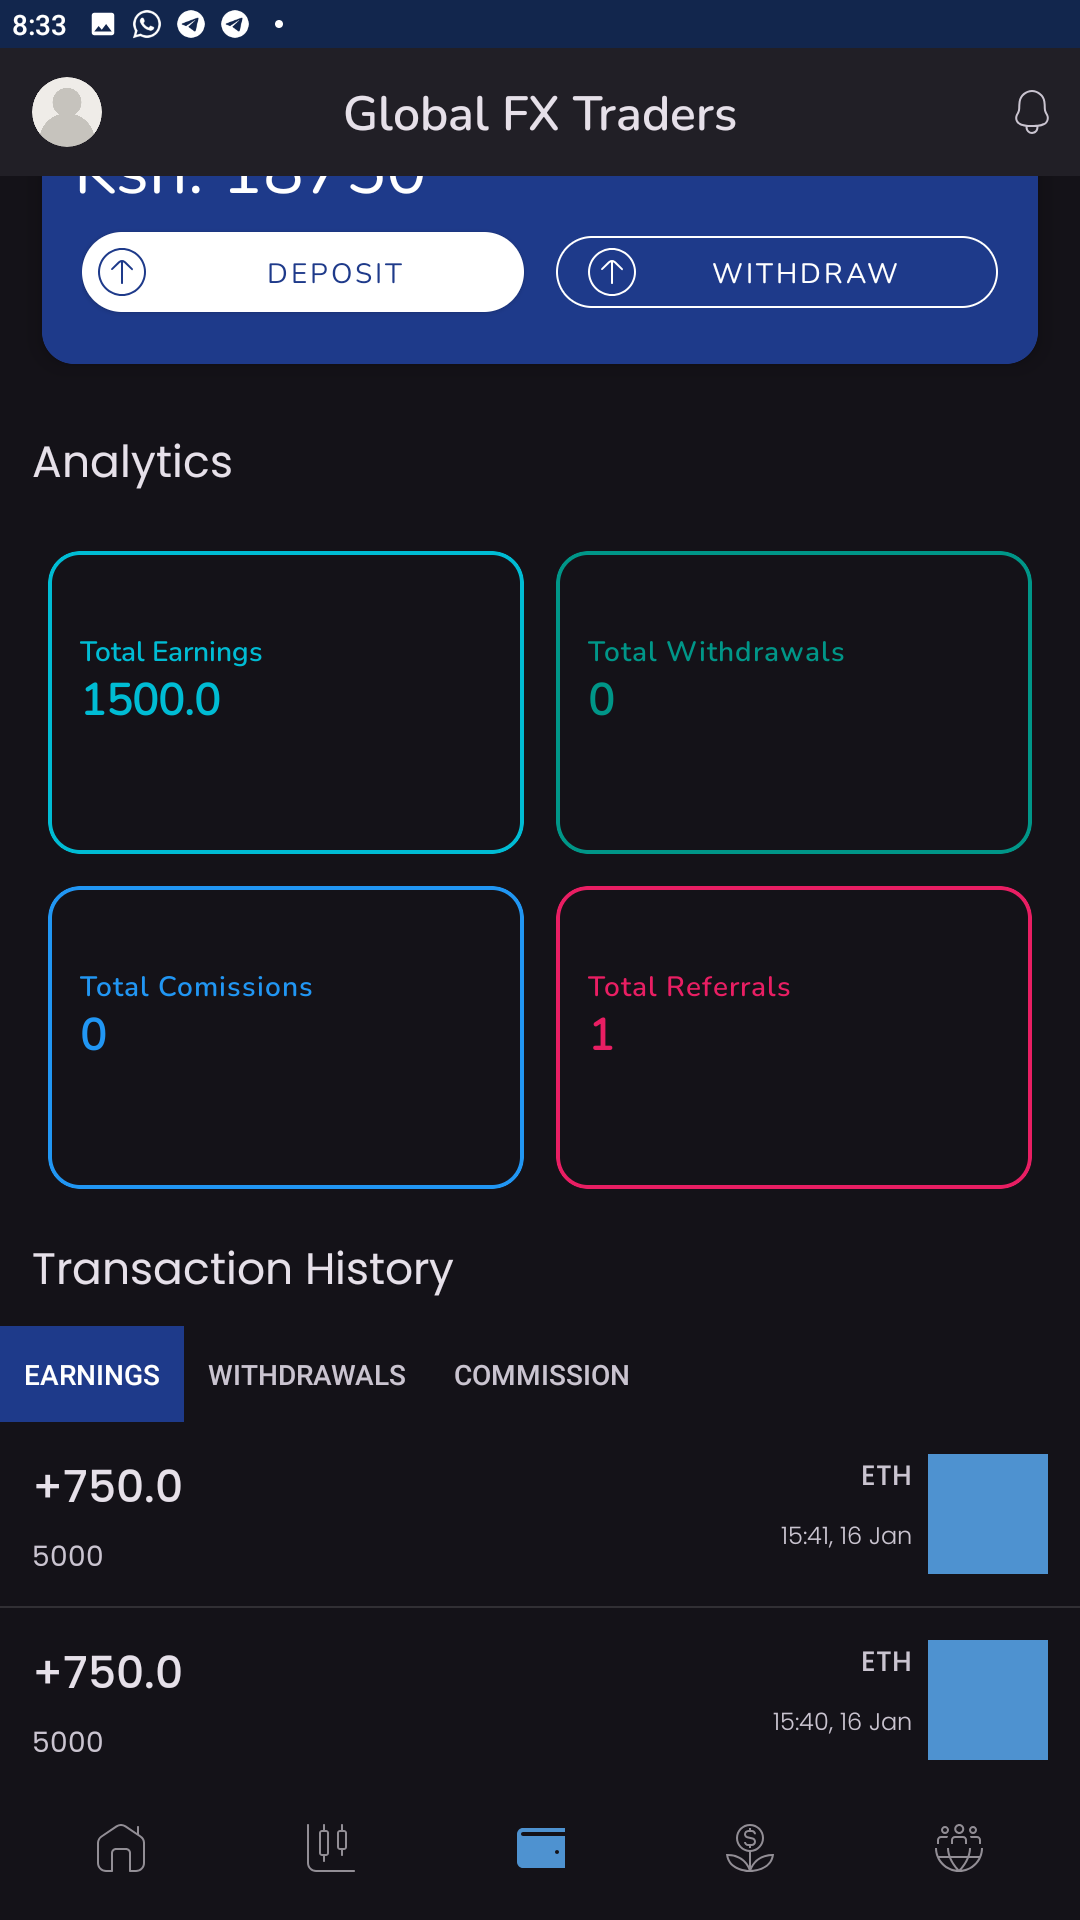 8:33
Global FX Traders
Ksh. 18750
DEPOSIT
WITHDRAW
Analytics
Total Earnings
1500.0
Total Withdrawals
0
Total Comissions
0
Total Referrals
1
Transaction History
EARNINGS WITHDRAWALS COMMISSION
+750.0
ETH
15:41, 16 Jan
5000
+750.0
ETH
15:40, 16 Jan
5000